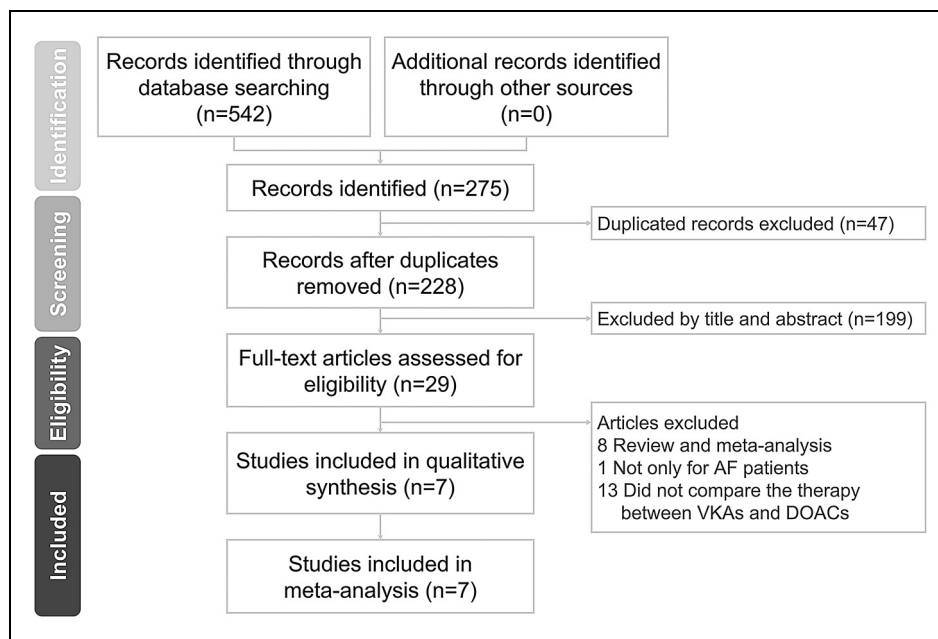 Identification
Records identified through
database searching
(n=542)
Additional records identified
through other sources
(n=0)
Records identified (n=275)
Screening
Duplicated records excluded (n=47)
Records after duplicates
removed (n=228)
Excluded by title and abstract (n=199)
Eligibility
Full-text articles assessed for
eligibility (n=29)
Articles excluded
8 Review and meta-analysis
1 Not only for AF patients
13 Did not compare the therapy
between VKAs and DOACs
Included
Studies included in qualitative
synthesis (n=7)
Studies included in
meta-analysis (n=7)